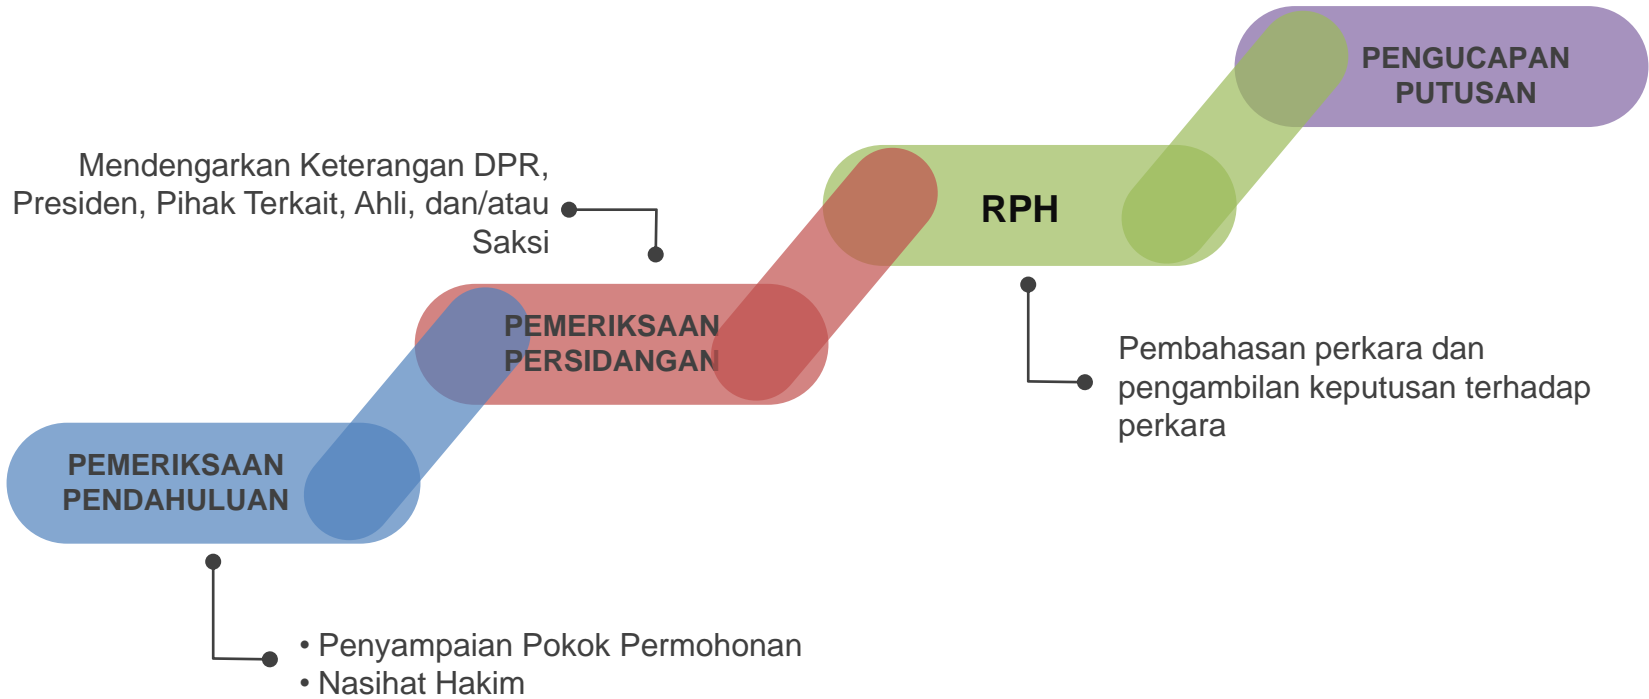 PENGUCAPAN
PUTUSAN
Mendengarkan Keterangan DPR,
Presiden, Pihak Terkait, Ahli, dan/atau
Saksi
RPH
PEMERIKSAAN
PERSIDANGAN
Pembahasan perkara dan
pengambilan keputusan terhadap
perkara
PEMERIKSAAN
PENDAHULUAN
• Penyampaian Pokok Permohonan
• Nasihat Hakim